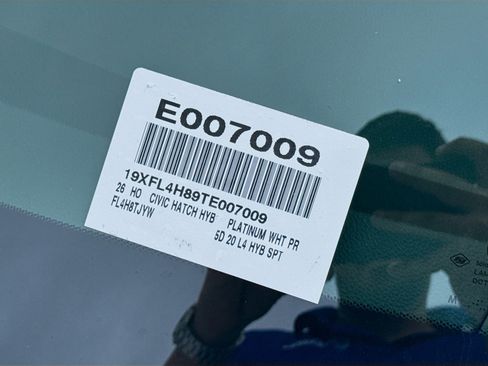 E007009
19XFL4H89TE007009
26 HO CIVIC HATCH HYB PLATINUM WHT PR
FL4H8TJYW 5D 20 L4 HYB SPT